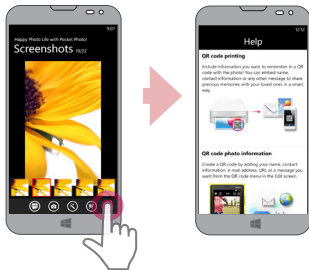 9:07
Happy Photo Life with Pocket Photo!
Screenshots 19/22
12:12
Help
QR code printing
Include information you want to remember in a QR
code with the photo! You can embed name,
contact information or any other message to share
precious memories with your loved ones in a smart
way.
QR code photo information
Create a QR code by adding your name, contact
information, e-mail address, URL or a message you
want from the QR code menu in the Edit screen.